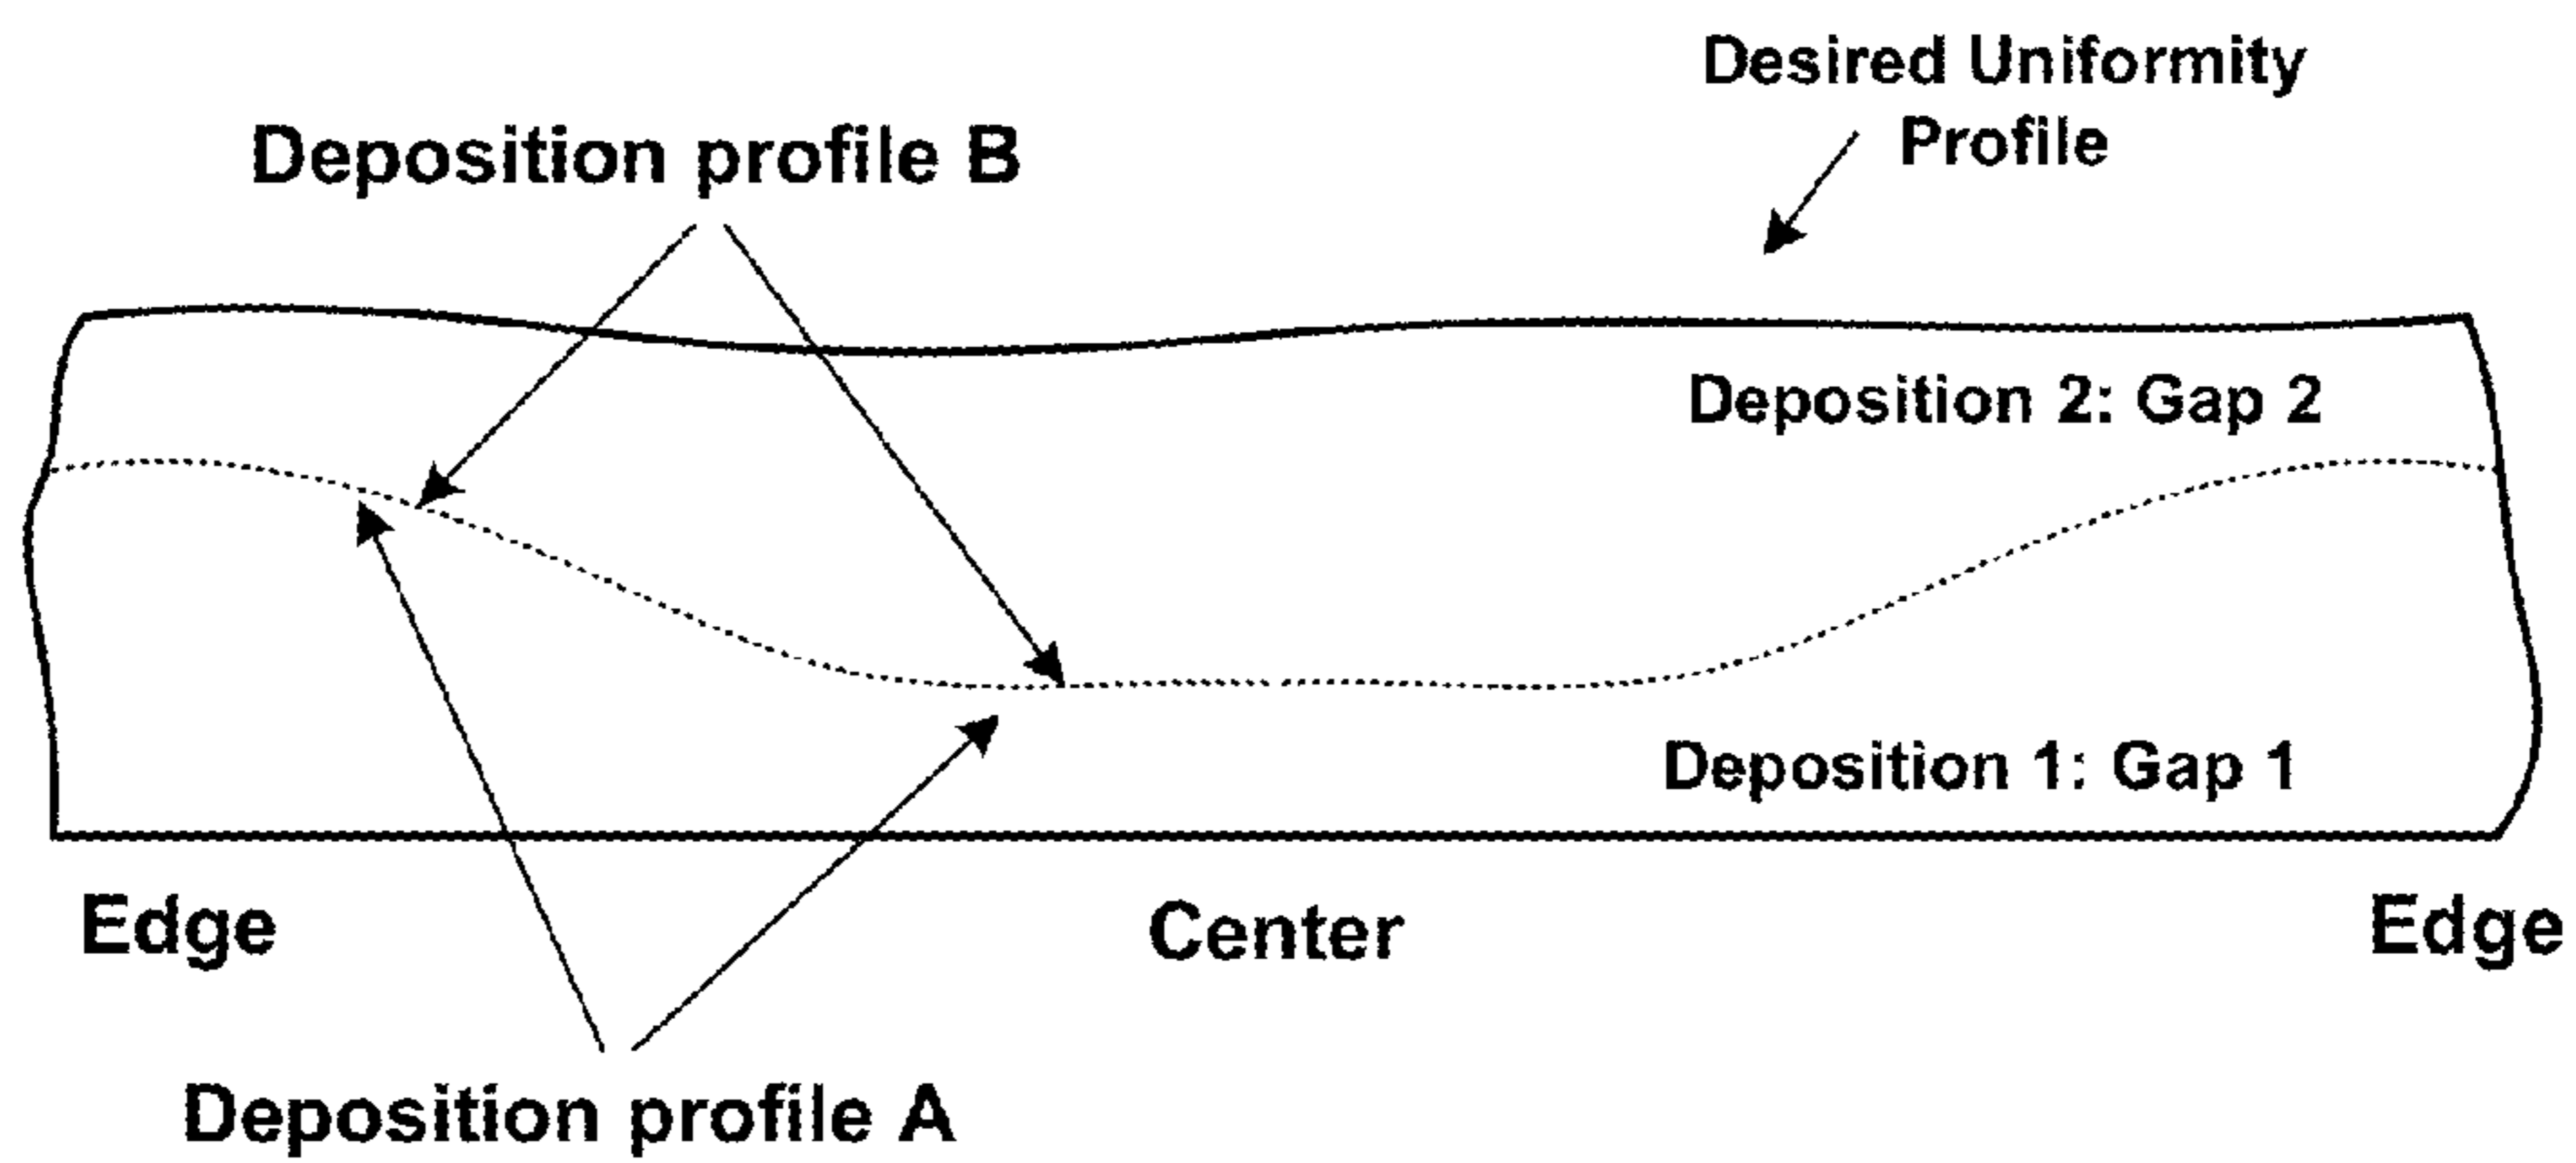 Desired Uniformity
Profile
Deposition profile B
Deposition 2: Gap 2
Deposition 1: Gap 1
Edge
Center
Edge
Deposition profile A